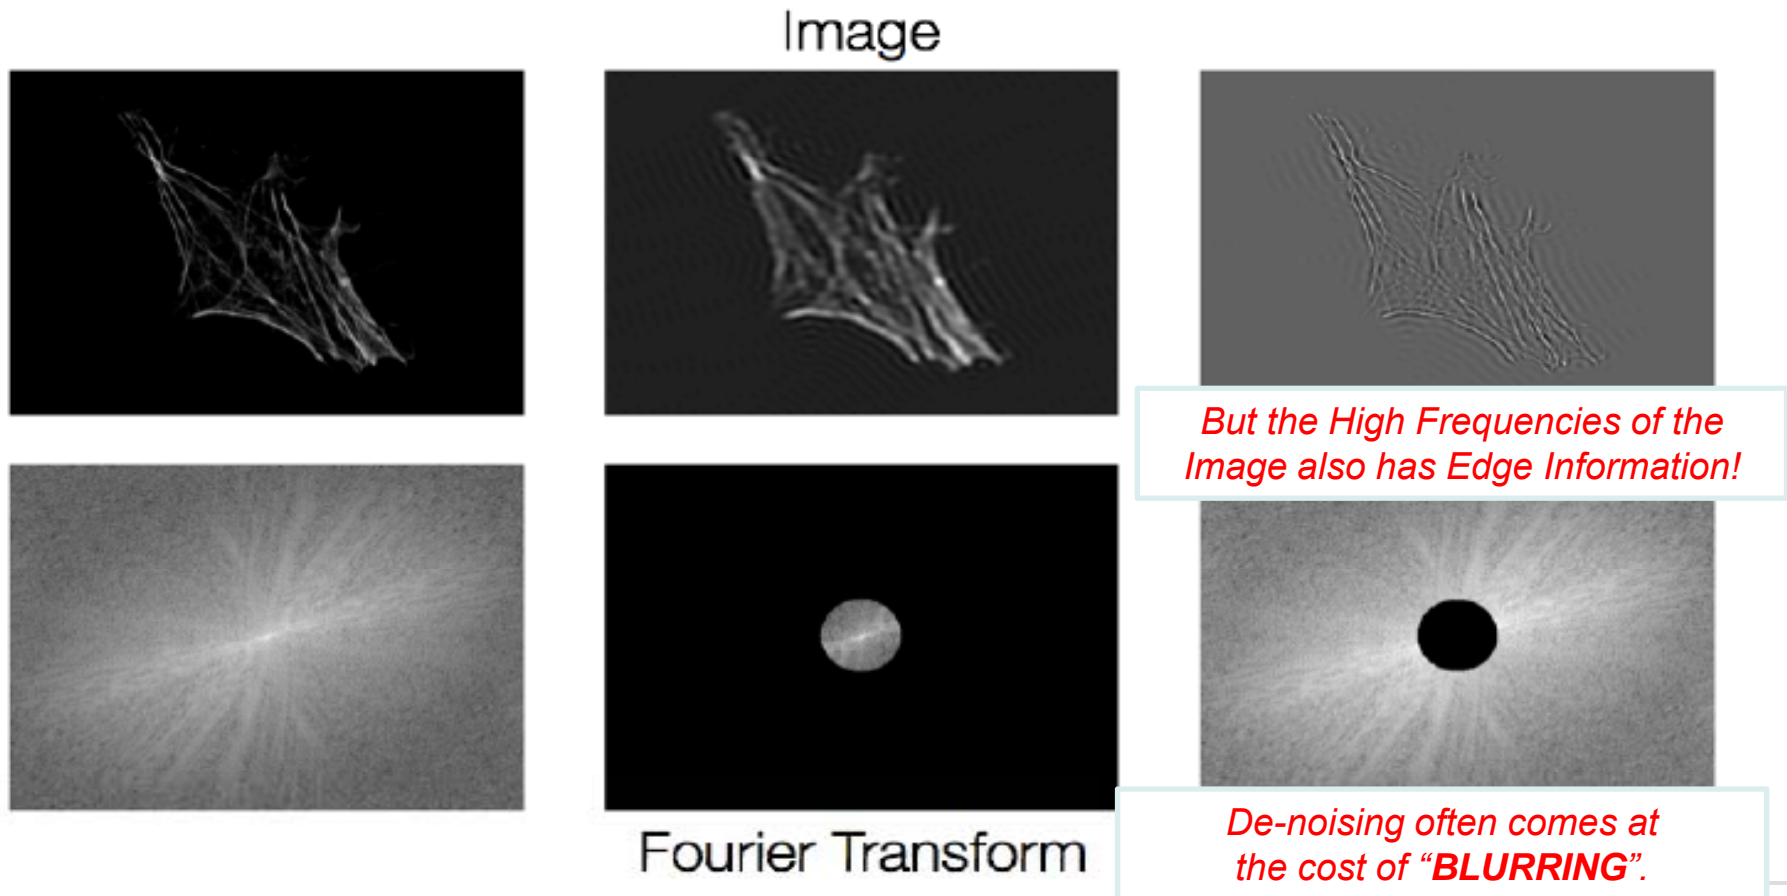 Image
But the High Frequencies of the
Image also has Edge Information!
Fourier Transform
De-noising often comes at
the cost of “BLURRING”.